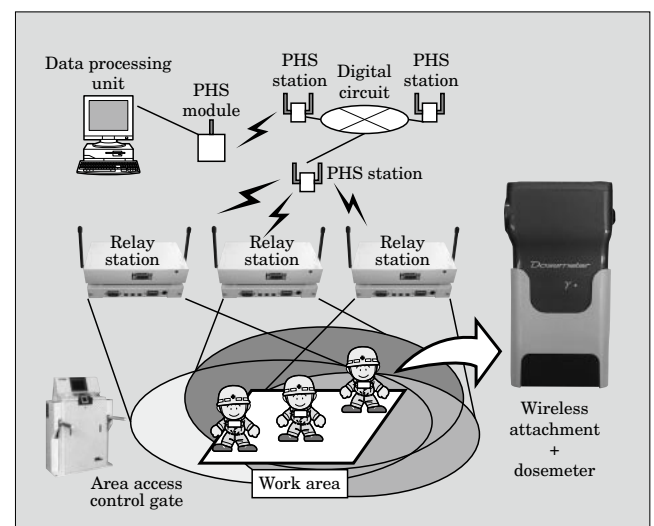 PHS
station
Digital
circuit
PHS
station
Data processing
unit
PHS
module
PHS station
Relay
station
Relay
station
Relay
station
Dosemeter
γ
Wireless
attachment
+
dosemeter
Area access
control gate
Work area